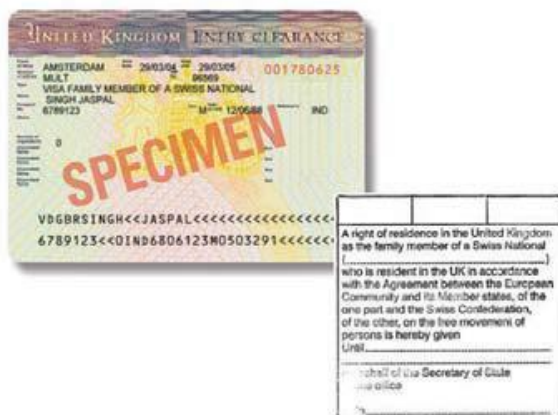 UNITED KINGDOM ENTRY CLEARANCE
AMSTERDAM 29/03/04 29/03/05 001780625
MULT 96569
VISA FAMILY MEMBER OF A SWISS NATIONAL
SINGH JASPAL
6789123 M 12/06/68 IND
0
SPECIMEN
VDGBRSINGH<<JASPAL<<<<<<<<<<<<<<<<<
6789123<<0IND6806123M0503291<<<<<<
A right of residence in the United Kingdom
as the family member of a Swiss National
(__________)
who is resident in the UK in accordance
with the Agreement between the European
Community and its Member states, of the
one part and the Swiss Confederation,
of the other, on the free movement of
persons is hereby given
Until
behalf of the Secretary of State
office